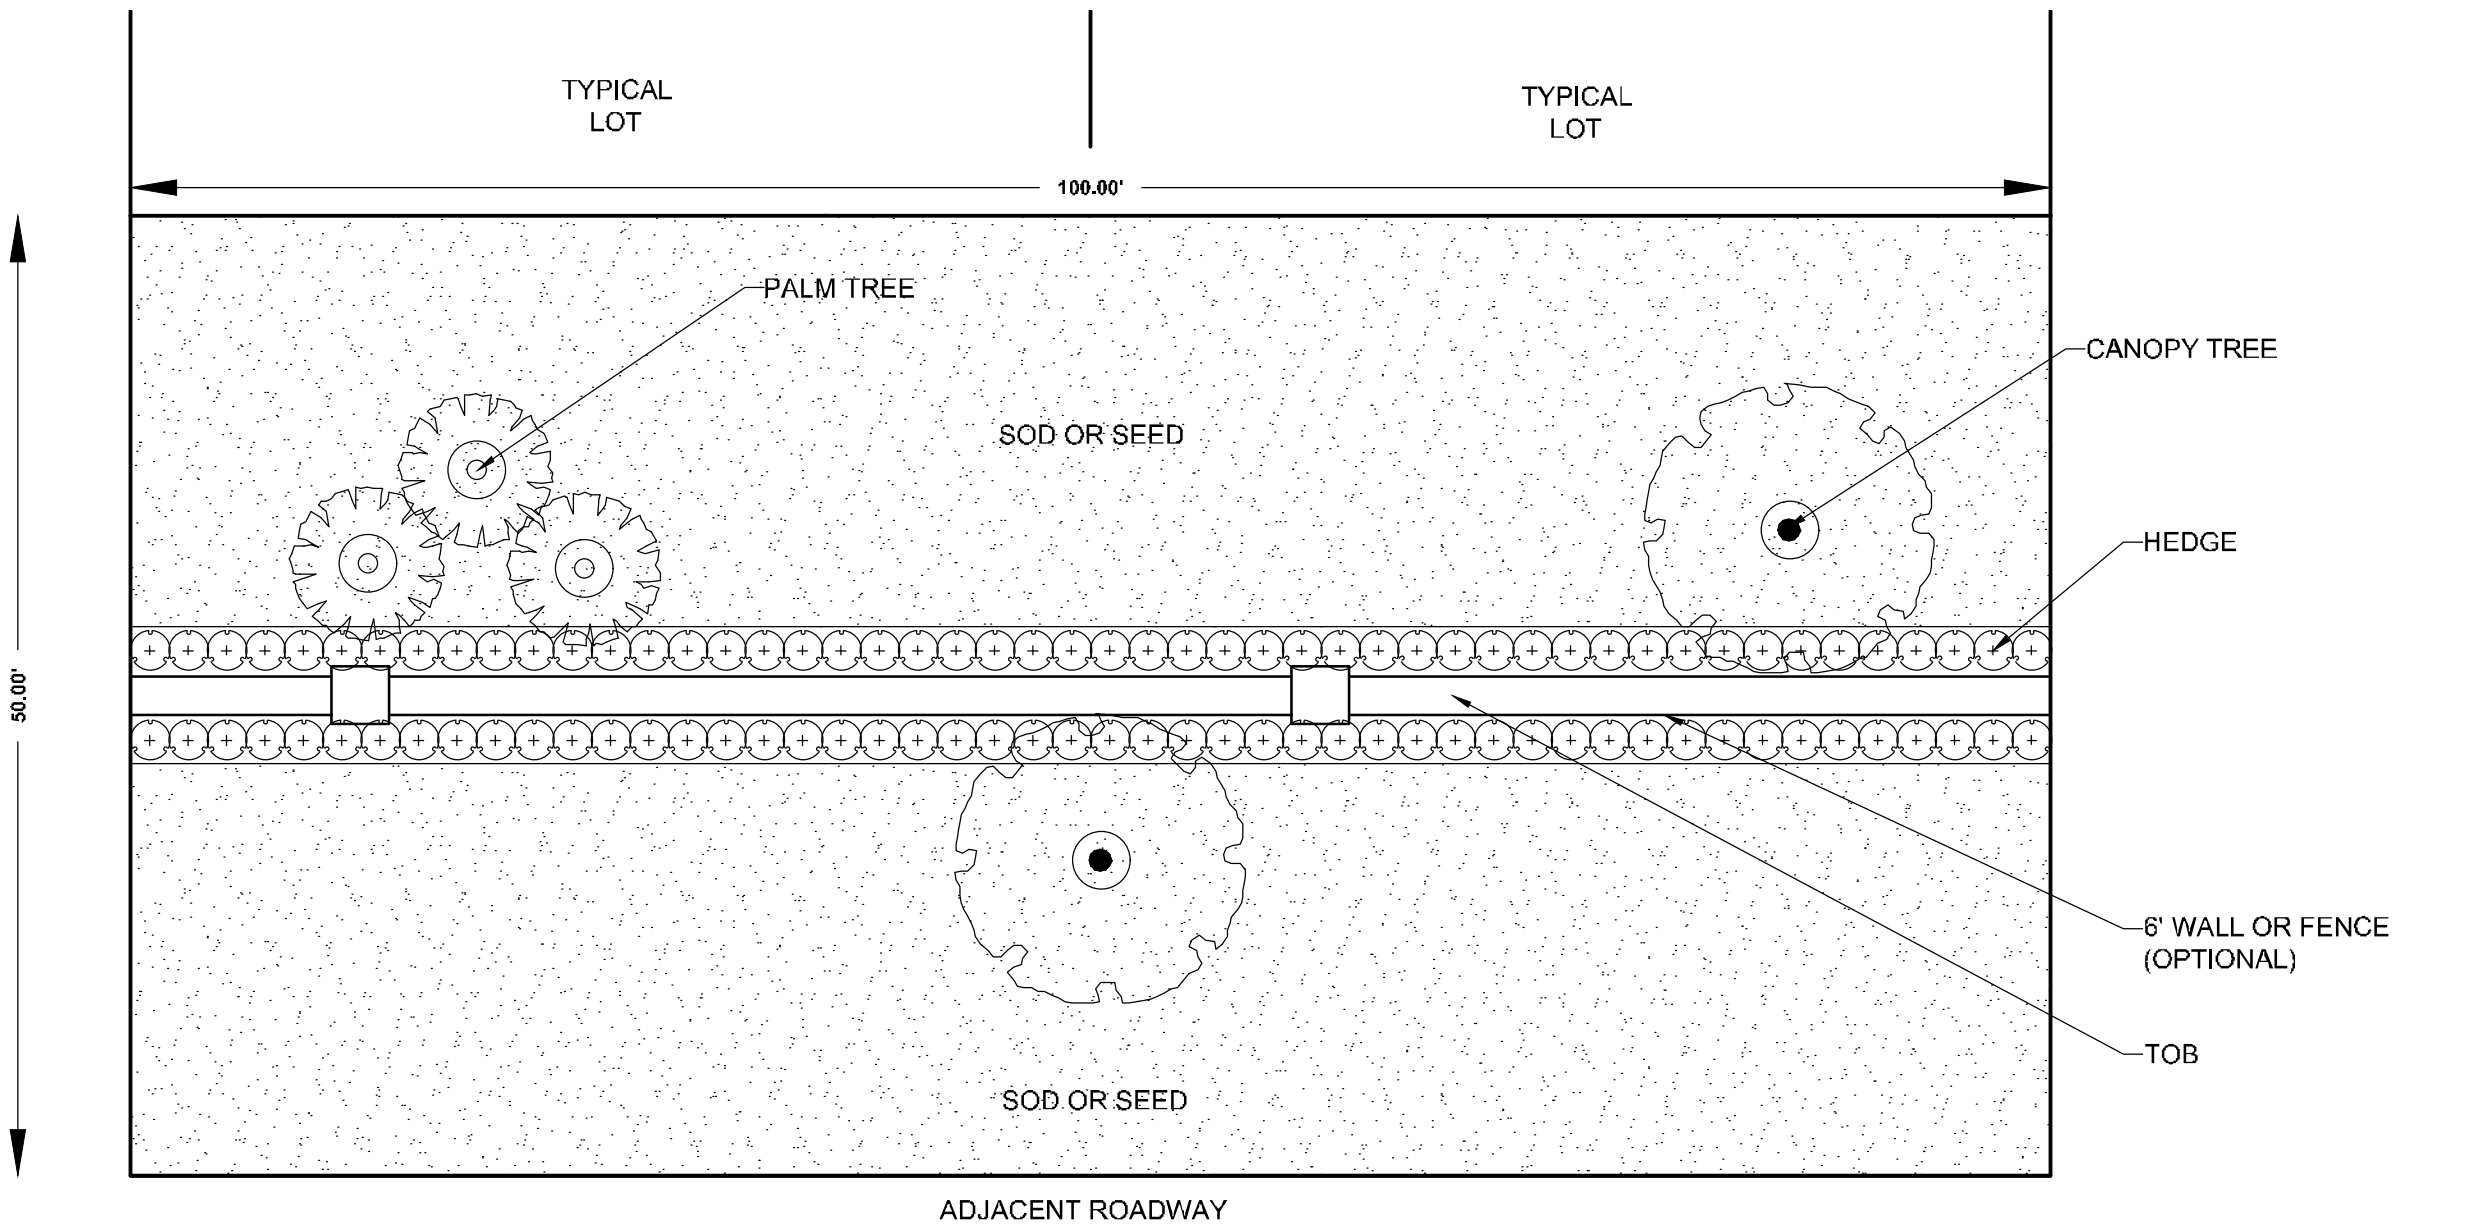 TYPICAL
LOT
TYPICAL
LOT
100.00'
PALM TREE
CANOPY TREE
SOD OR SEED
HEDGE
50.00'
6' WALL OR FENCE
(OPTIONAL)
TOB
SOD OR SEED
ADJACENT ROADWAY